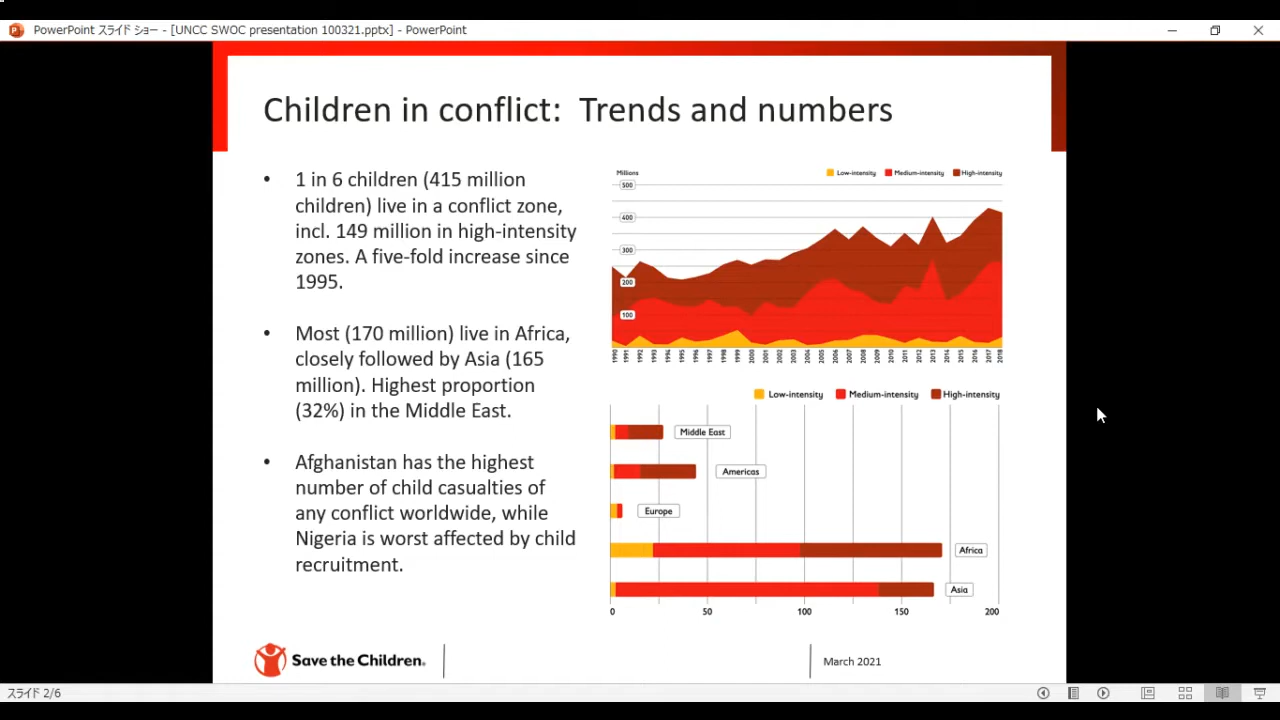 PowerPoint スライド ショー - [UNCC SWOC presentation 100321.pptx] - PowerPoint
Children in conflict: Trends and numbers
• 1 in 6 children (415 million
children) live in a conflict zone,
incl. 149 million in high-intensity
zones. A five-fold increase since
1995.
• Most (170 million) live in Africa,
closely followed by Asia (165
million). Highest proportion
(32%) in the Middle East.
• Afghanistan has the highest
number of child casualties of
any conflict worldwide, while
Nigeria is worst affected by child
recruitment.
Millions
Low-intensity Medium-intensity High-intensity
500
400
300
200
100
1990 1991 1992 1993 1994 1995 1996 1997 1998 1999 2000 2001 2002 2003 2004 2005 2006 2007 2008 2009 2010 2011 2012 2013 2014 2015 2016 2017 2018
Low-intensity Medium-intensity High-intensity
Middle East
Americas
Europe
Africa
Asia
0 50 100 150 200
Save the Children.
March 2021
スライド 2/6